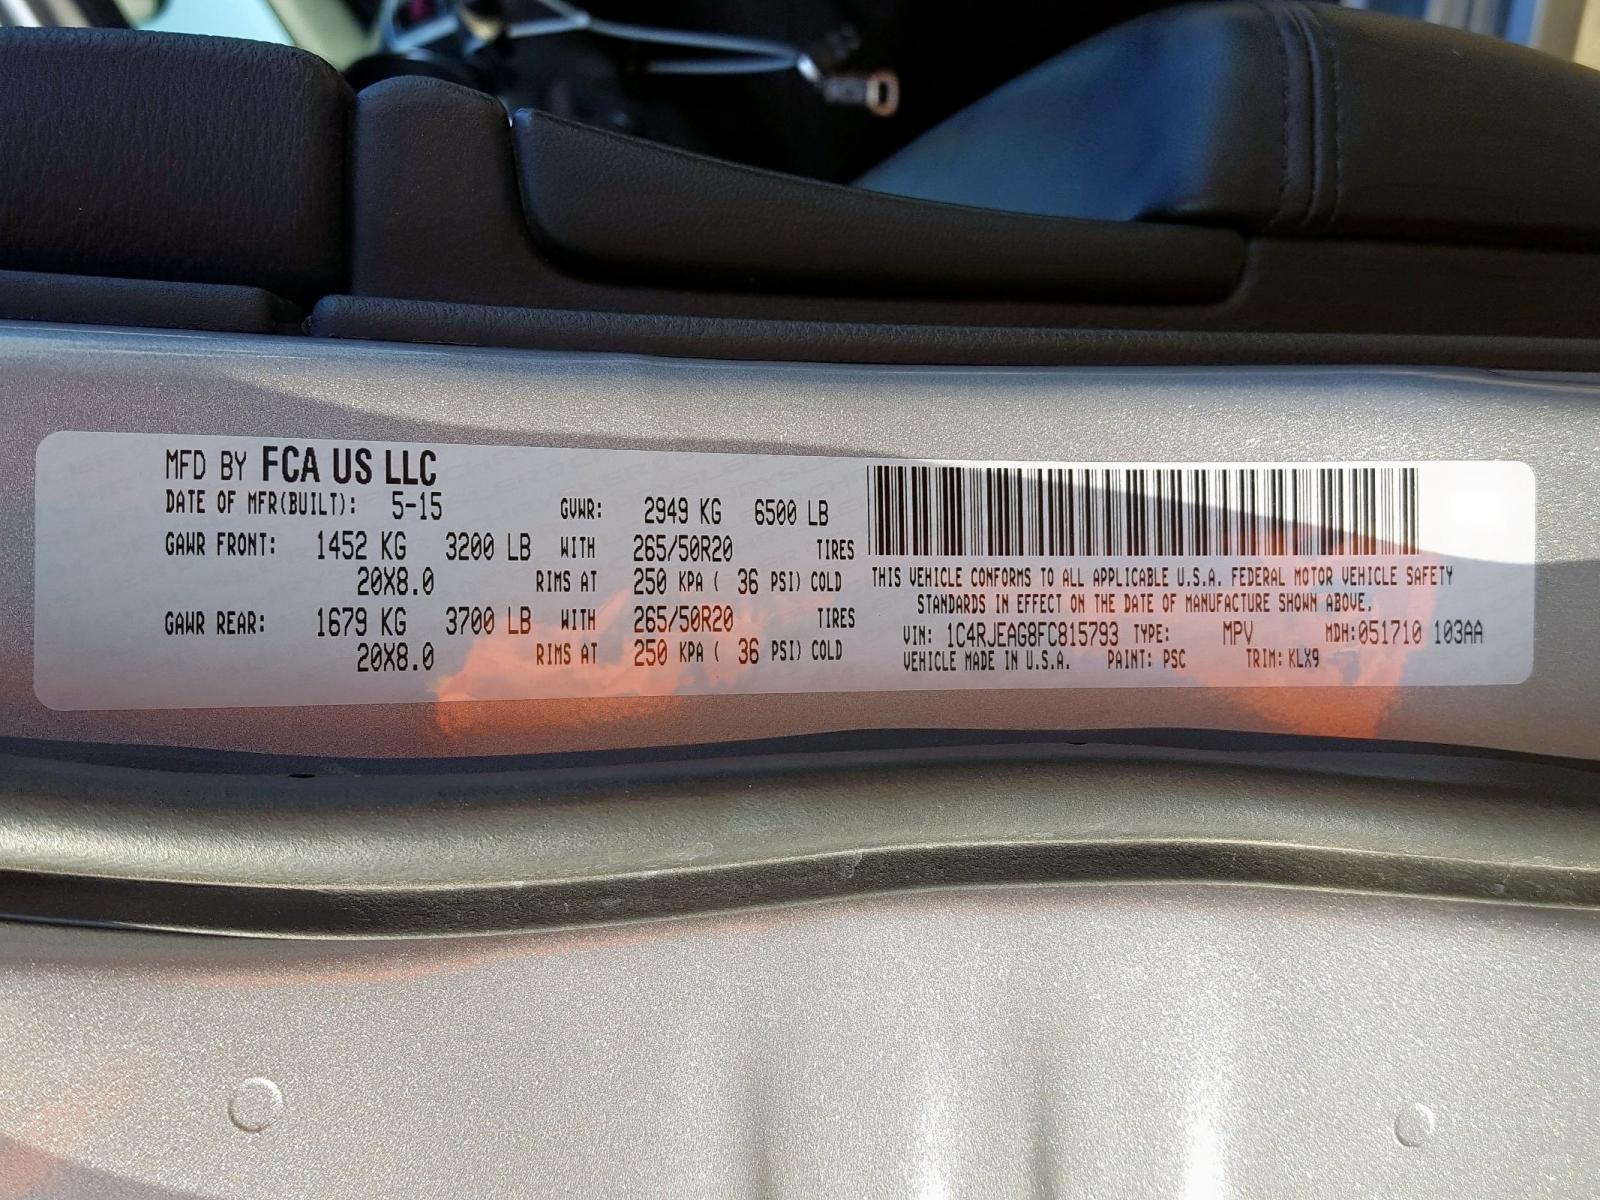 MFD BY FCA US LLC
DATE OF MFR(BUILT): 5-15 GVWR: 2949 KG 6500 LB
GAWR FRONT: 1452 KG 3200 LB WITH 265/50R20 TIRES
20X8.0 RIMS AT 250 KPA ( 36 PSI) COLD
GAWR REAR: 1679 KG 3700 LB WITH 265/50R20 TIRES
20X8.0 RIMS AT 250 KPA ( 36 PSI) COLD
THIS VEHICLE CONFORMS TO ALL APPLICABLE U.S.A. FEDERAL MOTOR VEHICLE SAFETY
STANDARDS IN EFFECT ON THE DATE OF MANUFACTURE SHOWN ABOVE.
VIN: 1C4RJEAG8FC815793 TYPE: MPV MDH:051710 103AA
VEHICLE MADE IN U.S.A. PAINT: PSC TRIM: KLX9